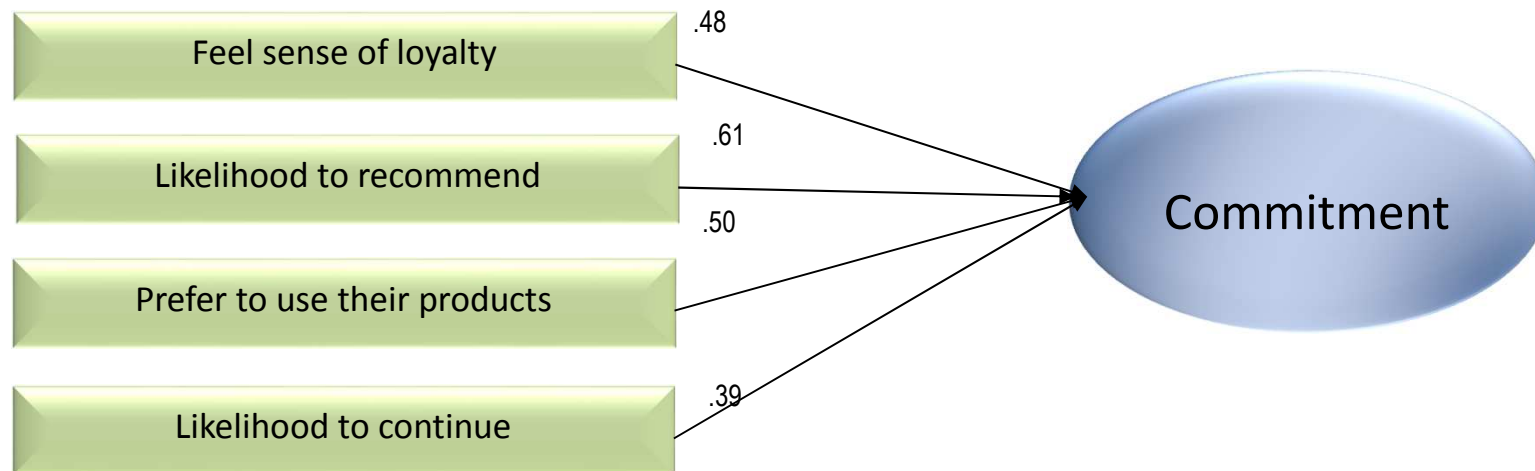 .48
Feel sense of loyalty
.61
Likelihood to recommend
.50
Commitment
Prefer to use their products
.39
Likelihood to continue